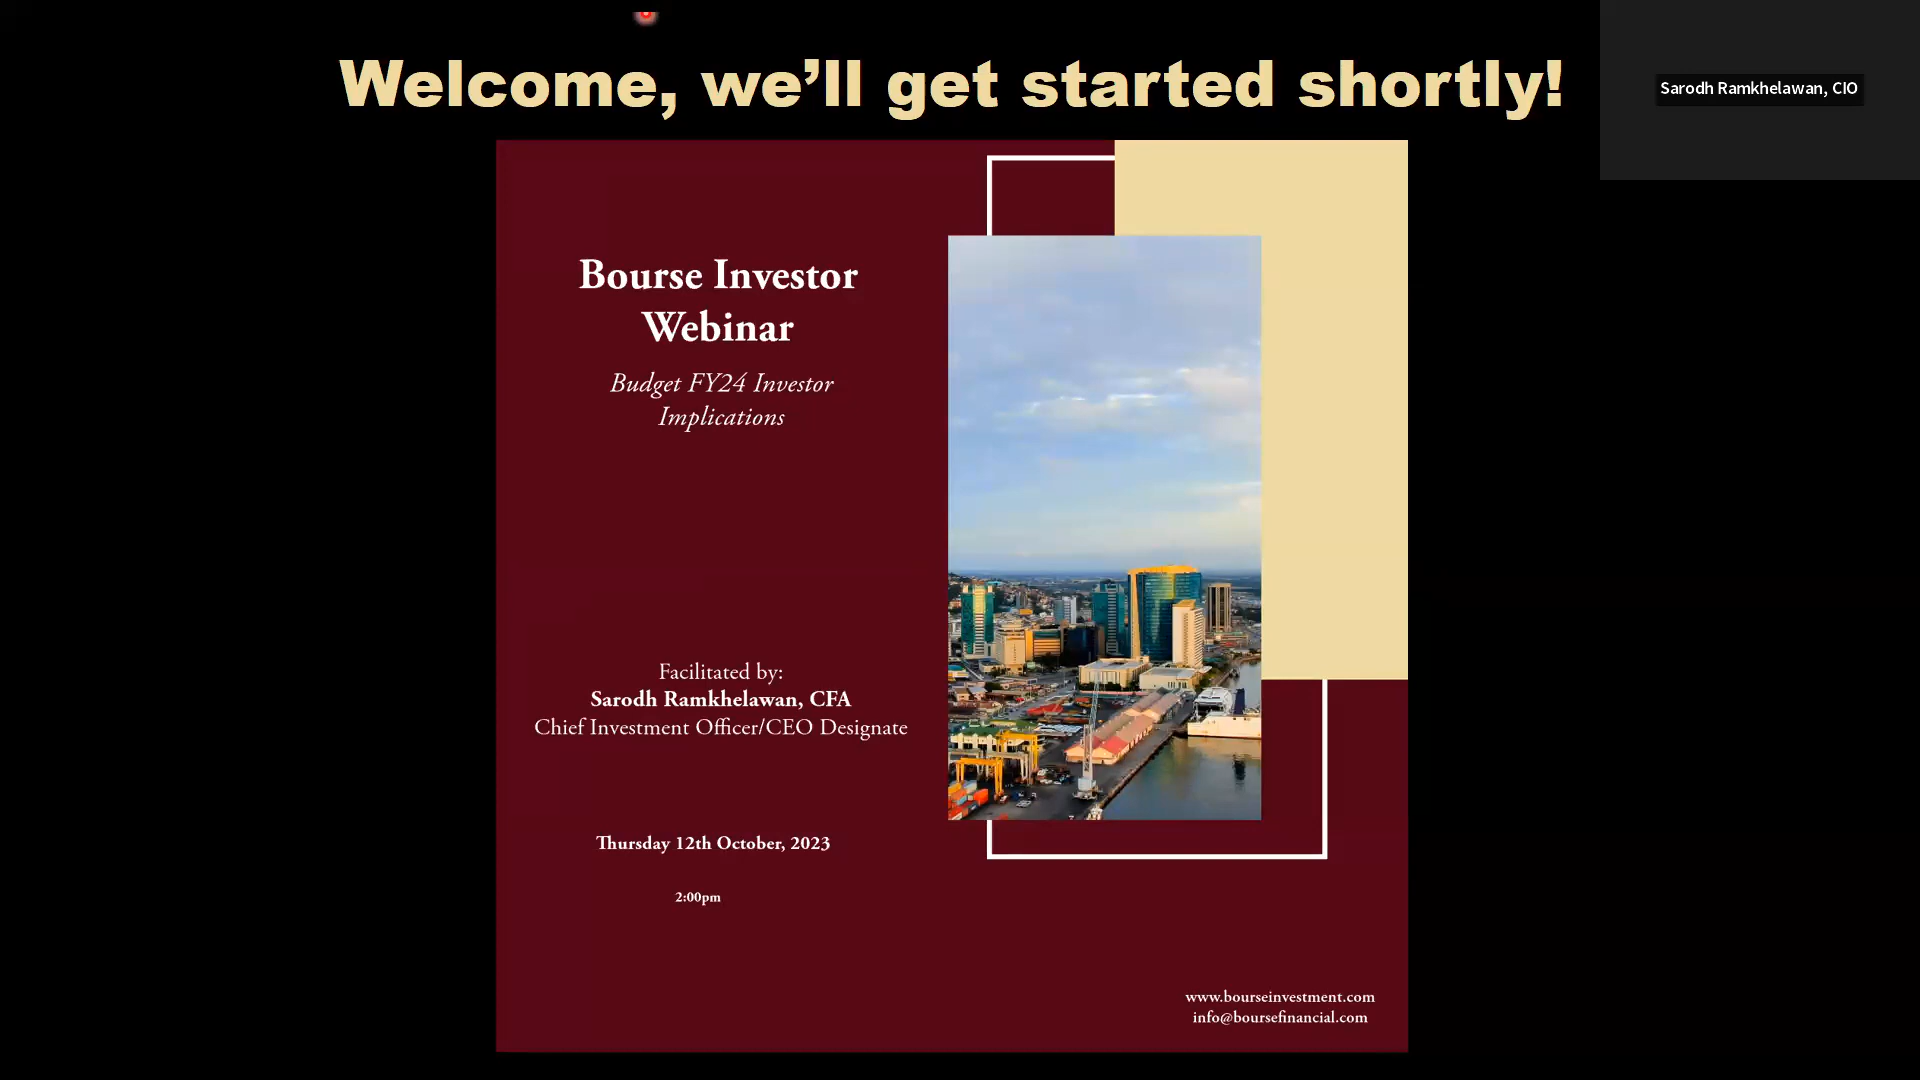 Welcome, we’ll get started shortly!
Sarodh Ramkhelawan, CIO
Bourse Investor
Webinar
Budget FY24 Investor
Implications
Facilitated by:
Sarodh Ramkhelawan, CFA
Chief Investment Officer/CEO Designate
Thursday 12th October, 2023
2:00pm
www.bourseinvestment.com
info@boursefinancial.com